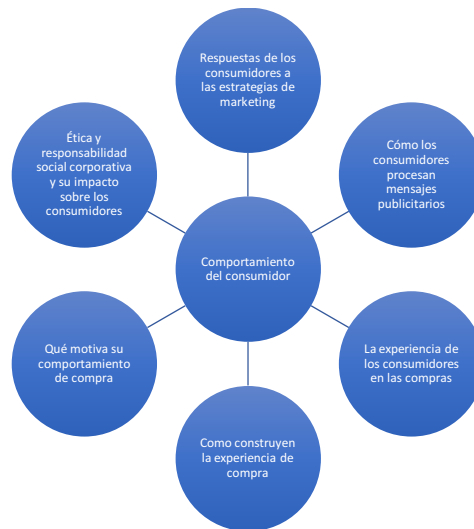 Respuestas de los
consumidores a
las estrategias de
marketing
Cómo los
consumidores
procesan
mensajes
publicitarios
La experiencia de
los consumidores
en las compras
Como construyen
la experiencia de
compra
Qué motiva su
comportamiento
de compra
Ética y
responsabilidad
social corporativa
y su impacto
sobre los
consumidores
Comportamiento
del consumidor